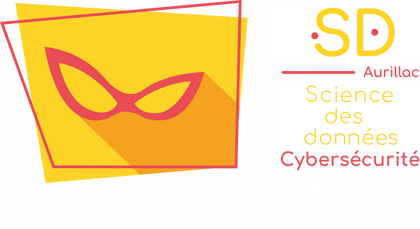 SD
Aurillac
Science
des
données
Cybersécurité